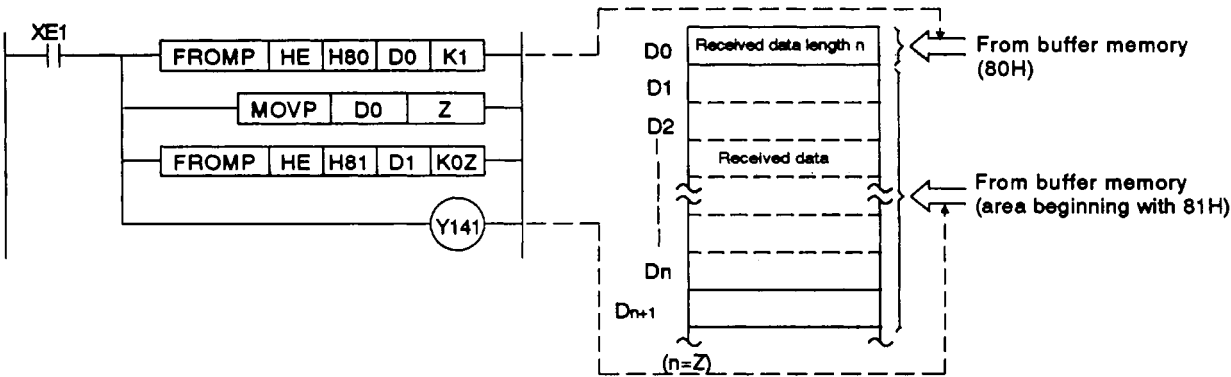 XE1
FROMP HE H80 D0 K1
MOVP D0 Z
FROMP HE H81 D1 K0Z
Y141
D0
D1
D2
Dn
Dn+1
Received data length n
Received data
(n=Z)
From buffer memory
(80H)
From buffer memory
(area beginning with 81H)